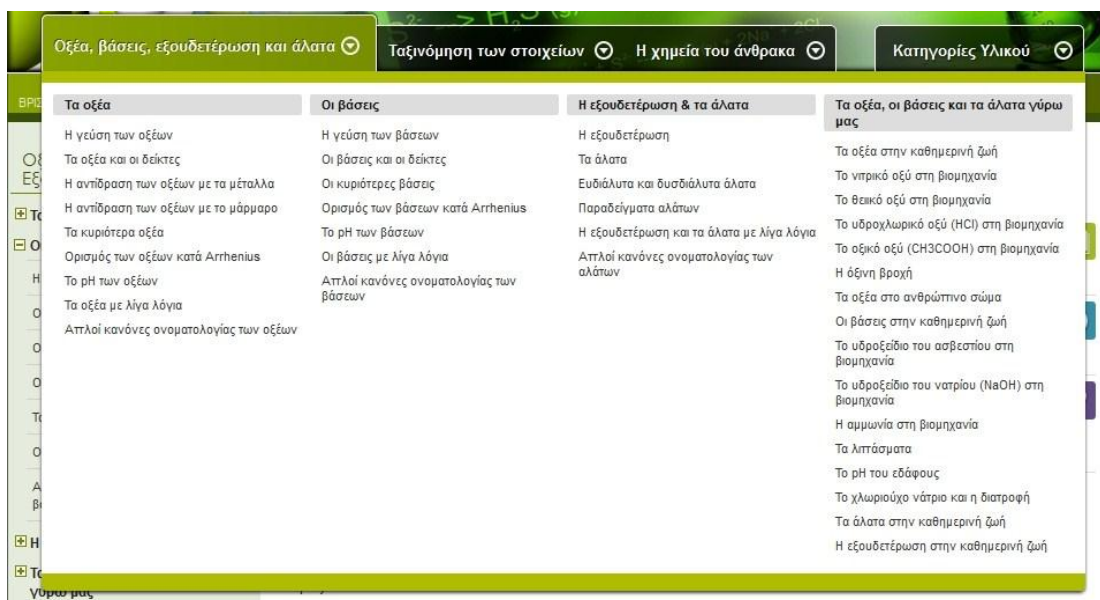 Οξέα, βάσεις, εξουδετέρωση και άλατα
Ταξινόμηση των στοιχείων
Η χημεία του άνθρακα
Κατηγορίες Υλικού
Τα οξέα
Η γεύση των οξέων
Τα οξέα και οι δείκτες
Η αντίδραση των οξέων με τα μέταλλα
Η αντίδραση των οξέων με το μάρμαρο
Τα κυριότερα οξέα
Ορισμός των οξέων κατά Arrhenius
Το pH των οξέων
Τα οξέα με λίγα λόγια
Απλοί κανόνες ονοματολογίας των οξέων
Οι βάσεις
Η γεύση των βάσεων
Οι βάσεις και οι δείκτες
Οι κυριότερες βάσεις
Ορισμός των βάσεων κατά Arrhenius
Το pH των βάσεων
Οι βάσεις με λίγα λόγια
Απλοί κανόνες ονοματολογίας των
βάσεων
Η εξουδετέρωση & τα άλατα
Η εξουδετέρωση
Τα άλατα
Ευδιάλυτα και δυσδιάλυτα άλατα
Παραδείγματα αλάτων
Η εξουδετέρωση και τα άλατα με λίγα λόγια
Απλοί κανόνες ονοματολογίας των
αλάτων
Τα οξέα, οι βάσεις και τα άλατα γύρω
μας
Τα οξέα στην καθημερινή ζωή
Το νιτρικό οξύ στη βιομηχανία
Το θειικό οξύ στη βιομηχανία
Το υδροχλωρικό οξύ (HCl) στη βιομηχανία
Το οξικό οξύ (CH3COOH) στη βιομηχανία
Η όξινη βροχή
Τα οξέα στο ανθρώπινο σώμα
Οι βάσεις στην καθημερινή ζωή
Το υδροξείδιο του ασβεστίου στη
βιομηχανία
Το υδροξείδιο του νατρίου (NaOH) στη
βιομηχανία
Η αμμωνία στη βιομηχανία
Τα λιπάσματα
Το pH του εδάφους
Το χλωριούχο νάτριο και η διατροφή
Τα άλατα στην καθημερινή ζωή
Η εξουδετέρωση στην καθημερινή ζωή
γύρω μας